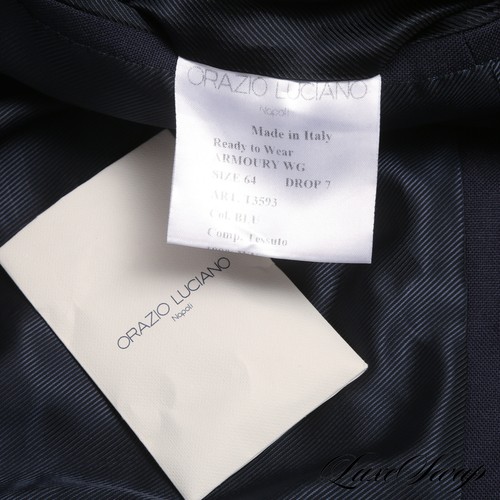 ORAZIO LUCIANO
Napoli
Made in Italy
Ready to Wear
ARMOURY WG
SIZE 64 DROP 7
ART. 13593
Col. BLU
Comp. Tessuto
ORAZIO LUCIANO
Napoli
LuxeSwap